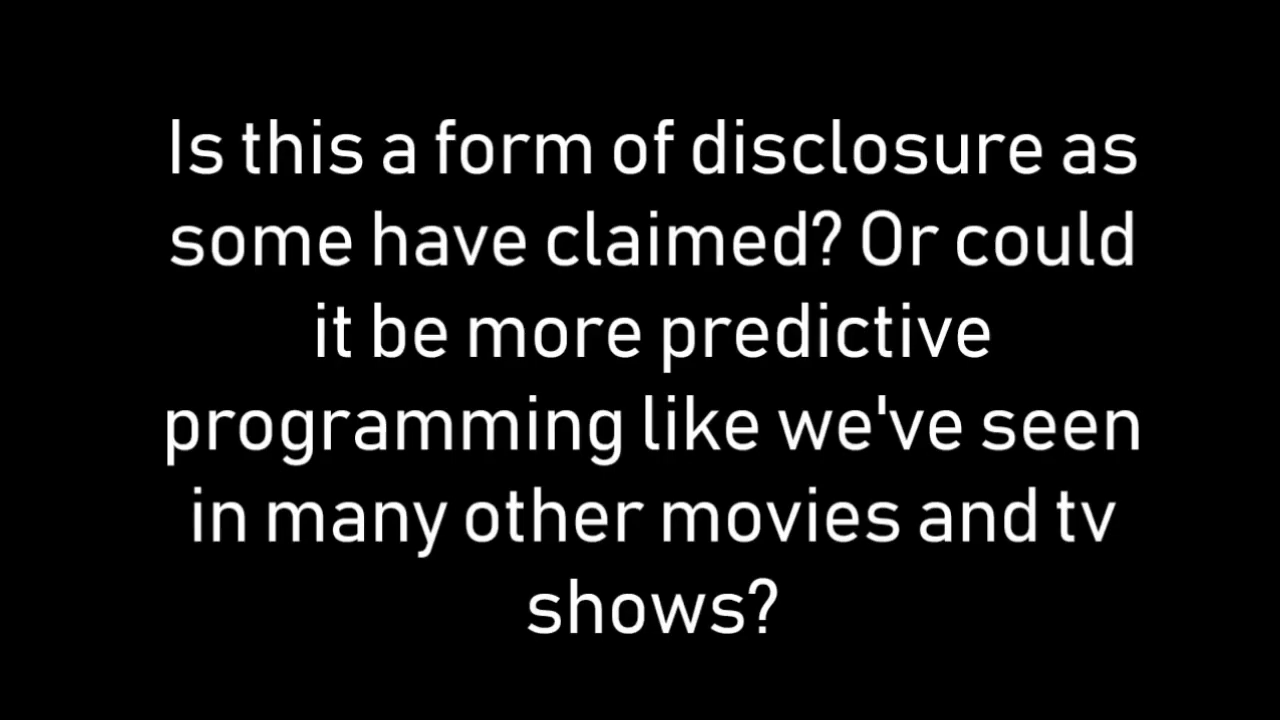 Is this a form of disclosure as
some have claimed? Or could
it be more predictive
programming like we've seen
in many other movies and tv
shows?